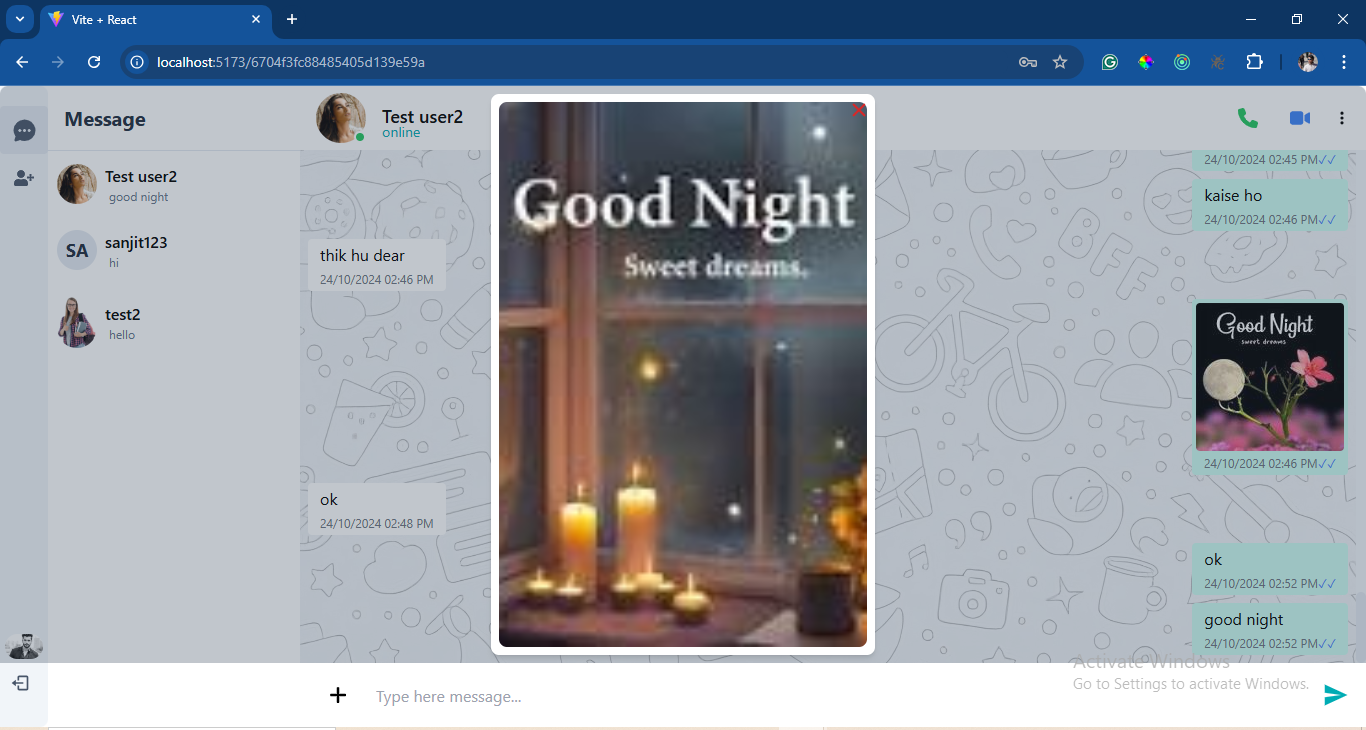 Vite + React
localhost:5173/6704f3fc88485405d139e59a
Message
Test user2
good night
SA
sanjit123
hi
test2
hello
Test user2
online
24/10/2024 02:45 PM
kaise ho
24/10/2024 02:46 PM
thik hu dear
24/10/2024 02:46 PM
BFF
Good Night
sweet dreams
24/10/2024 02:46 PM
ok
24/10/2024 02:48 PM
ok
24/10/2024 02:52 PM
good night
24/10/2024 02:52 PM
Good Night
Sweet dreams.
Type here message...
Activate Windows
Go to Settings to activate Windows.